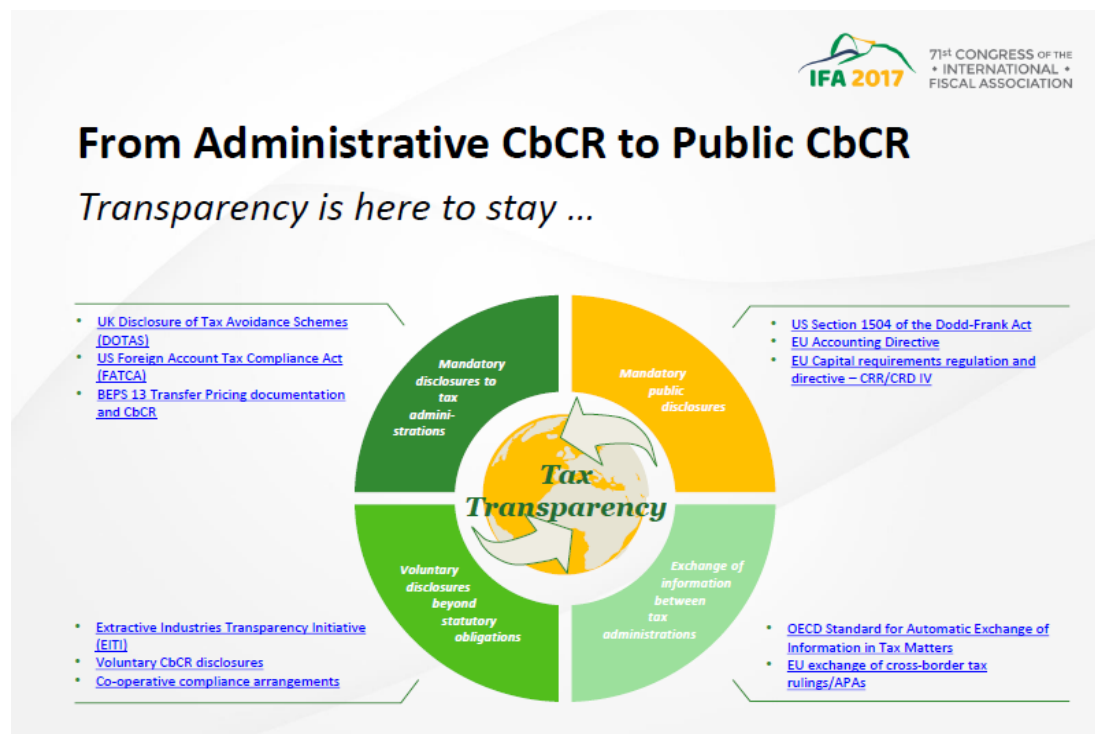 IFA 2017
71st CONGRESS OF THE
• INTERNATIONAL •
FISCAL ASSOCIATION
From Administrative CbCR to Public CbCR
Transparency is here to stay ...
• UK Disclosure of Tax Avoidance Schemes
(DOTAS)
• US Foreign Account Tax Compliance Act
(FATCA)
• BEPS 13 Transfer Pricing documentation
and CbCR
Mandatory
disclosures to
tax
admini-
strations
Mandatory
public
disclosures
• US Section 1504 of the Dodd-Frank Act
• EU Accounting Directive
• EU Capital requirements regulation and
directive – CRR/CRD IV
Tax
Transparency
Voluntary
disclosures
beyond
statutory
obligations
Exchange of
information
between
tax
administrations
• Extractive Industries Transparency Initiative
(EITI)
• Voluntary CbCR disclosures
• Co-operative compliance arrangements
• OECD Standard for Automatic Exchange of
Information in Tax Matters
• EU exchange of cross-border tax
rulings/APAs